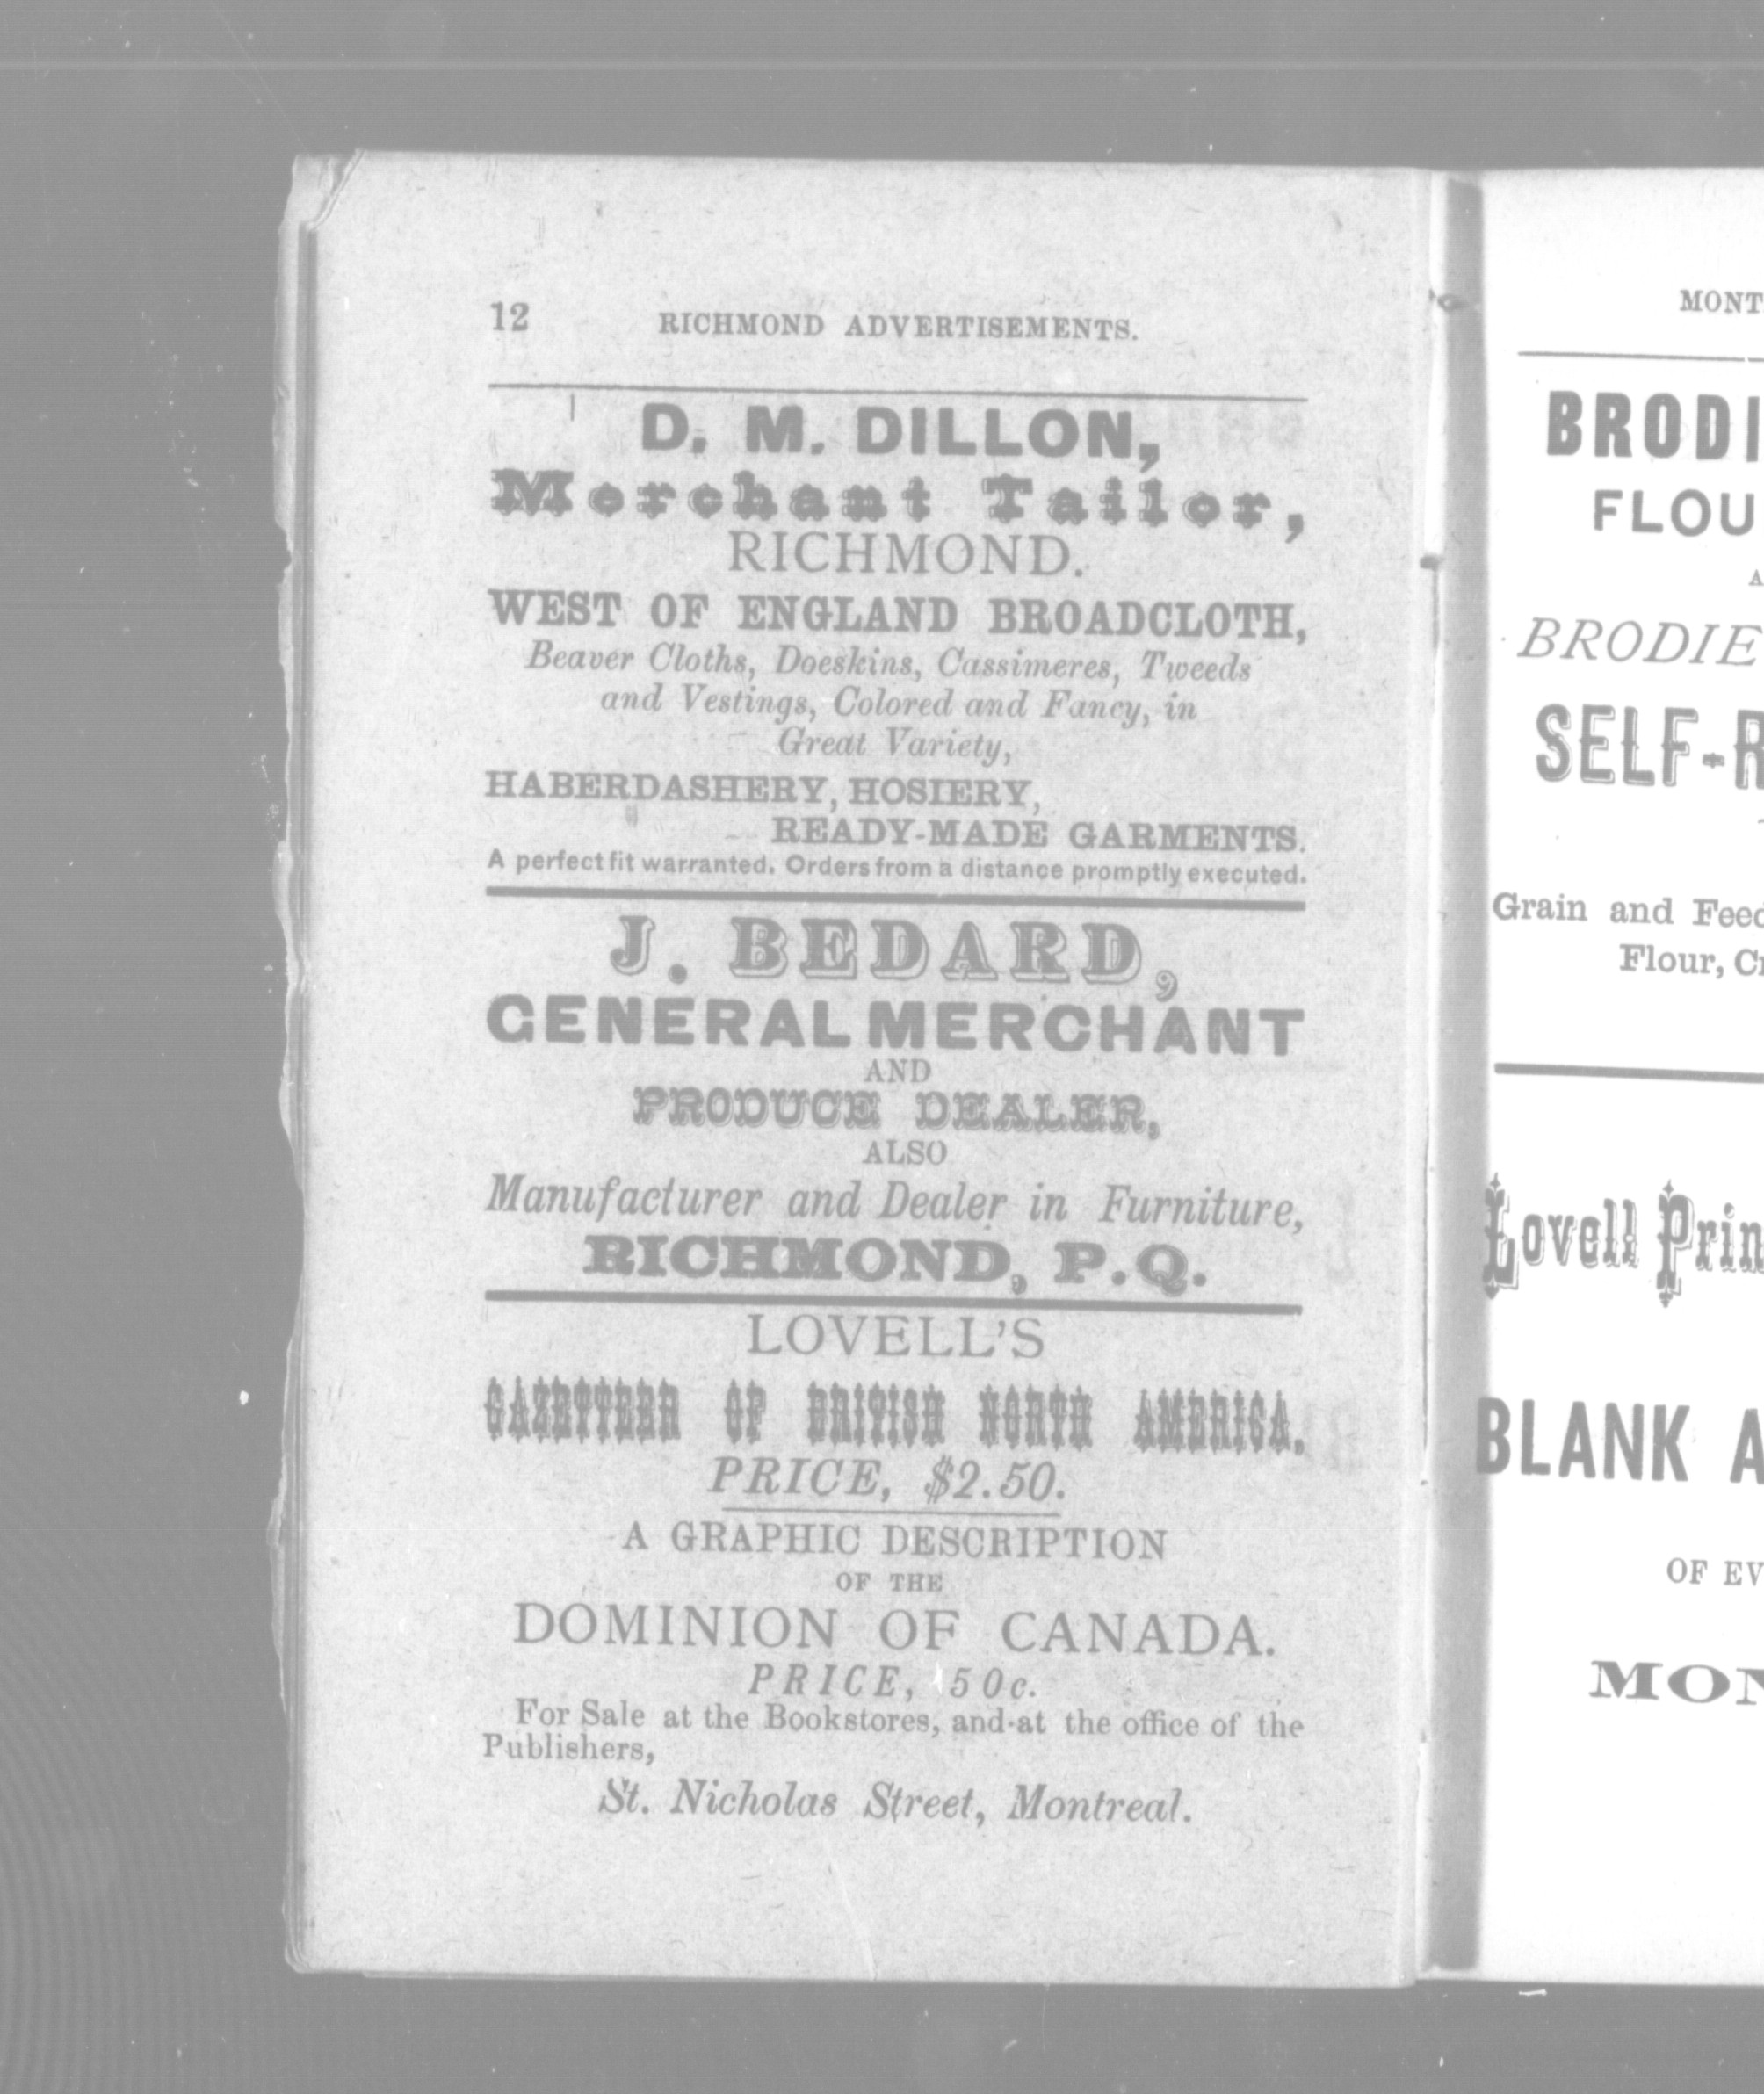 12 RICHMOND ADVERTISEMENTS.
D. M. DILLON,
Merchant Tailor,
RICHMOND.
WEST OF ENGLAND BROADCLOTH,
Beaver Cloths, Doeskins, Cassimeres, Tweeds
and Vestings, Colored and Fancy, in
Great Variety,
HABERDASHERY, HOSIERY,
READY-MADE GARMENTS.
A perfect fit warranted. Orders from a distance promptly executed.
J. BEDARD,
GENERAL MERCHANT
AND
PRODUCE DEALER,
ALSO
Manufacturer and Dealer in Furniture,
RICHMOND, P.Q.
LOVELL'S
GAZETTEER OF BRITISH NORTH AMERICA.
PRICE, $2.50.
A GRAPHIC DESCRIPTION
OF THE
DOMINION OF CANADA.
PRICE, 50c.
For Sale at the Bookstores, and at the office of the
Publishers,
St. Nicholas Street, Montreal.
MONT
BRODI
FLOU
A
BRODIE
SELF-R
Grain and Feed
Flour, Cr
Lovell Prin
BLANK A
OF EV
MON